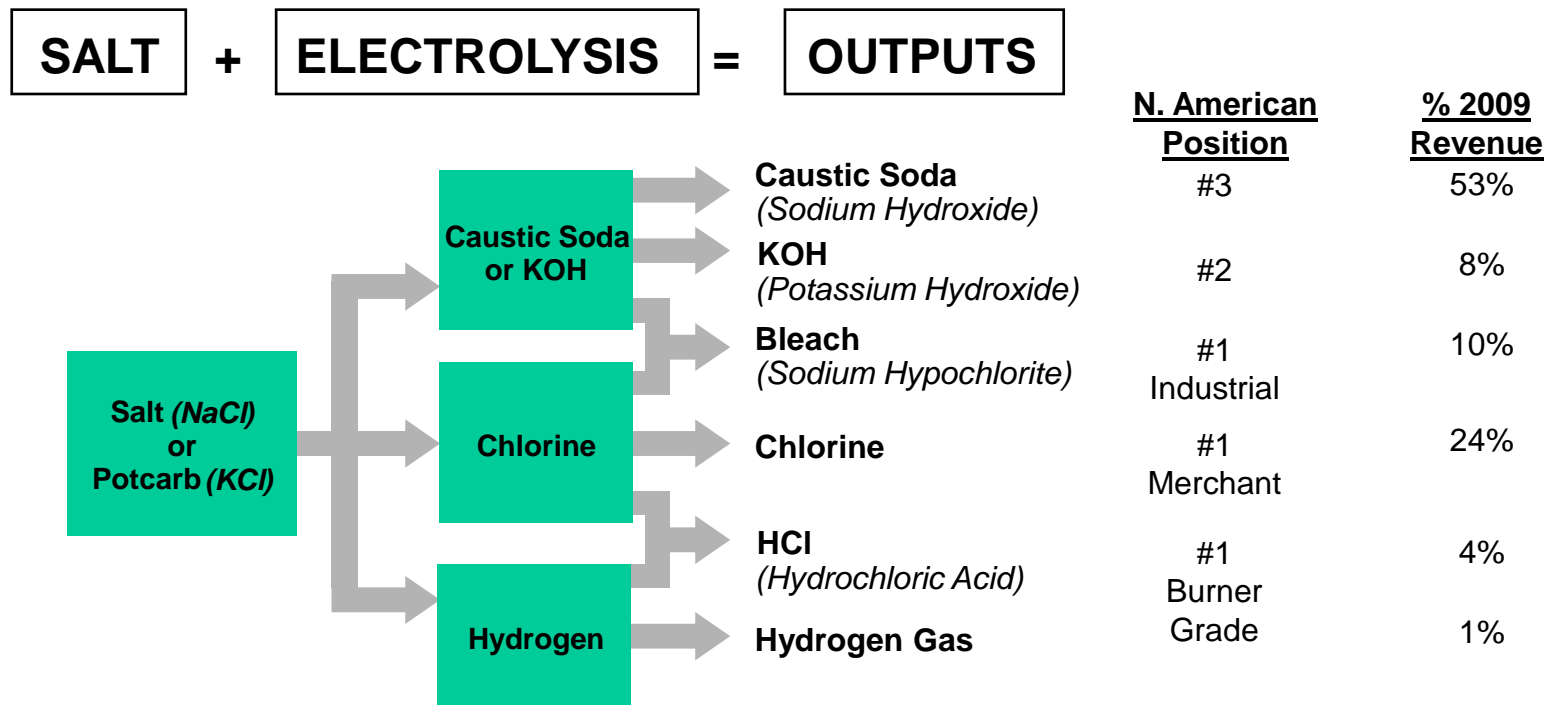 SALT + ELECTROLYSIS = OUTPUTS
N. American Position
% 2009 Revenue
Caustic Soda
(Sodium Hydroxide)
#3
53%
Caustic Soda
or KOH
KOH
(Potassium Hydroxide)
#2
8%
Bleach
(Sodium Hypochlorite)
#1
Industrial
10%
Salt (NaCl)
or
Potcarb (KCl)
Chlorine
Chlorine
#1
Merchant
24%
HCl
(Hydrochloric Acid)
#1
Burner
Grade
4%
Hydrogen
Hydrogen Gas
1%